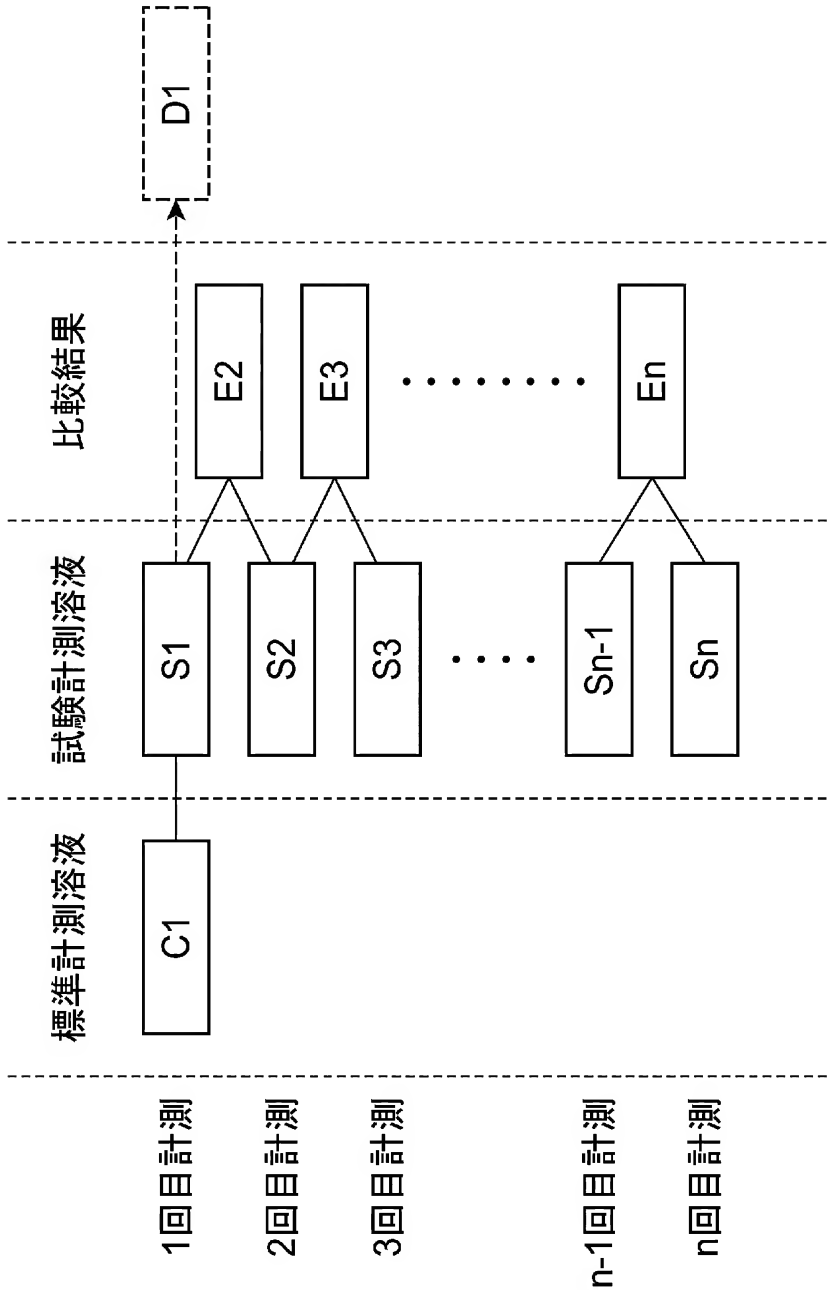 標準計測溶液
試験計測溶液
比較結果
1回目計測
C1
S1
D1
E2
2回目計測
S2
E3
3回目計測
S3
n-1回目計測
Sn-1
En
n回目計測
Sn